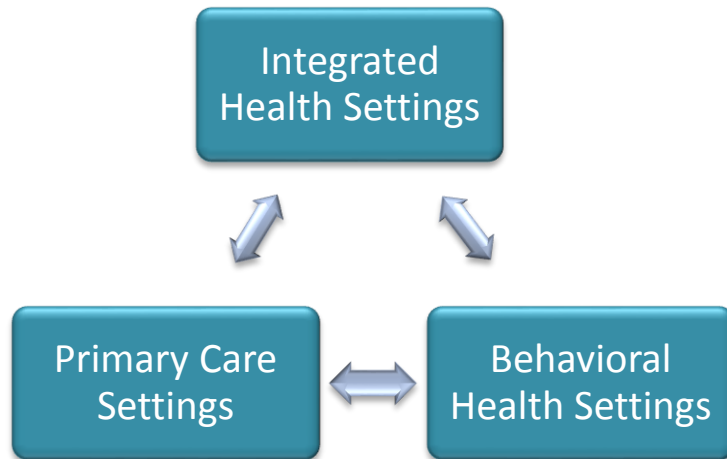 Integrated
Health Settings
Primary Care
Settings
Behavioral
Health Settings